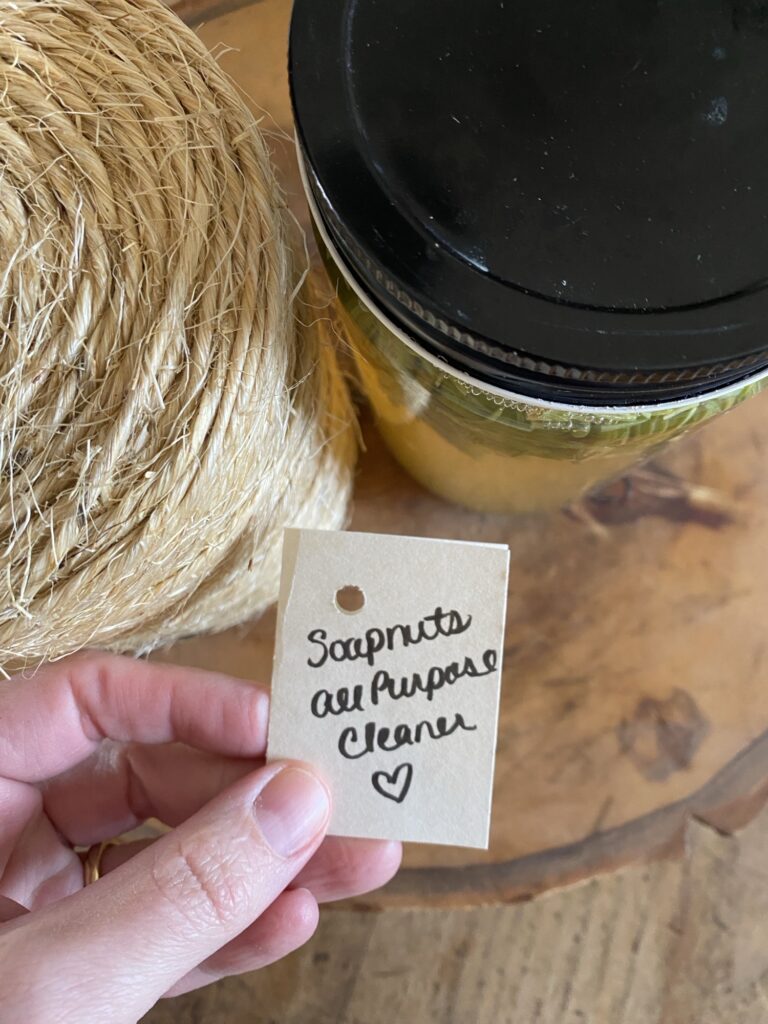 Soapnuts
all Purpose
Cleaner
♡